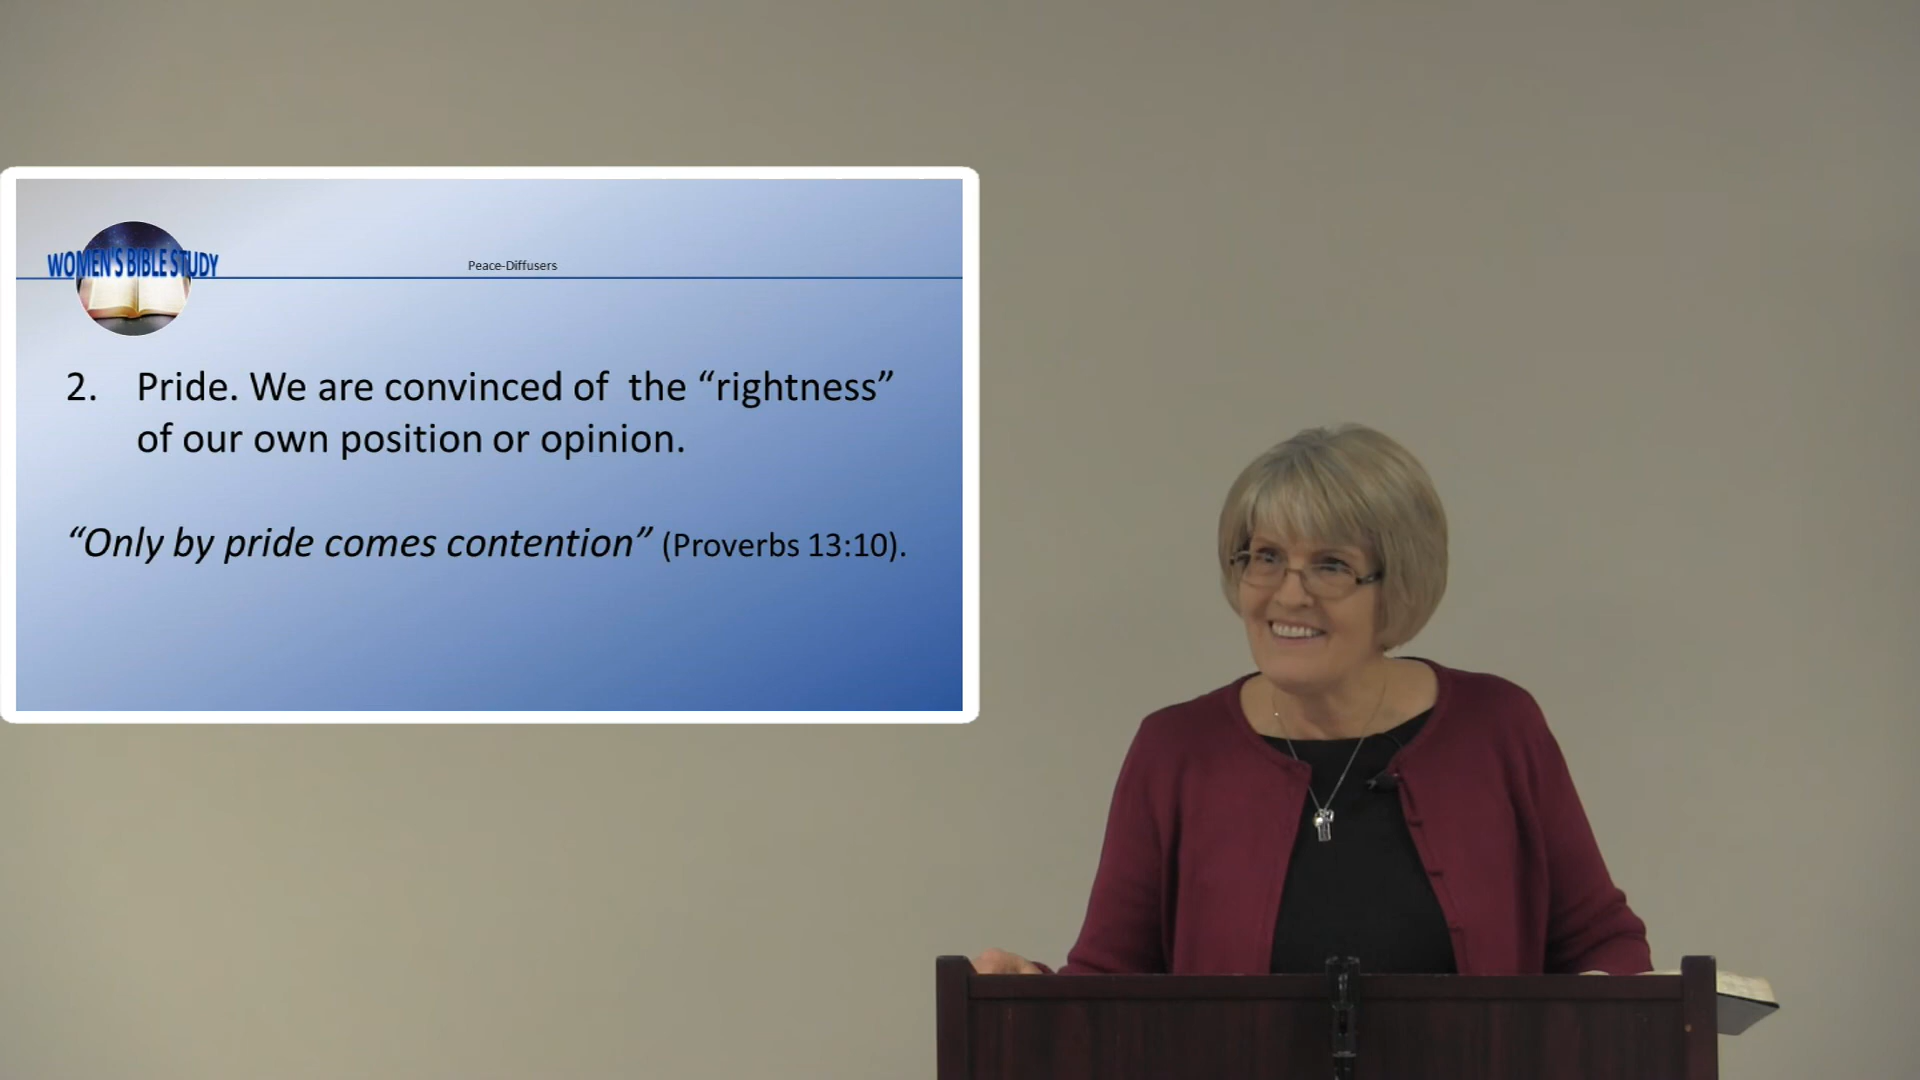 WOMEN'S BIBLE STUDY
Peace-Diffusers
2. Pride. We are convinced of the “rightness”
of our own position or opinion.
“Only by pride comes contention” (Proverbs 13:10).